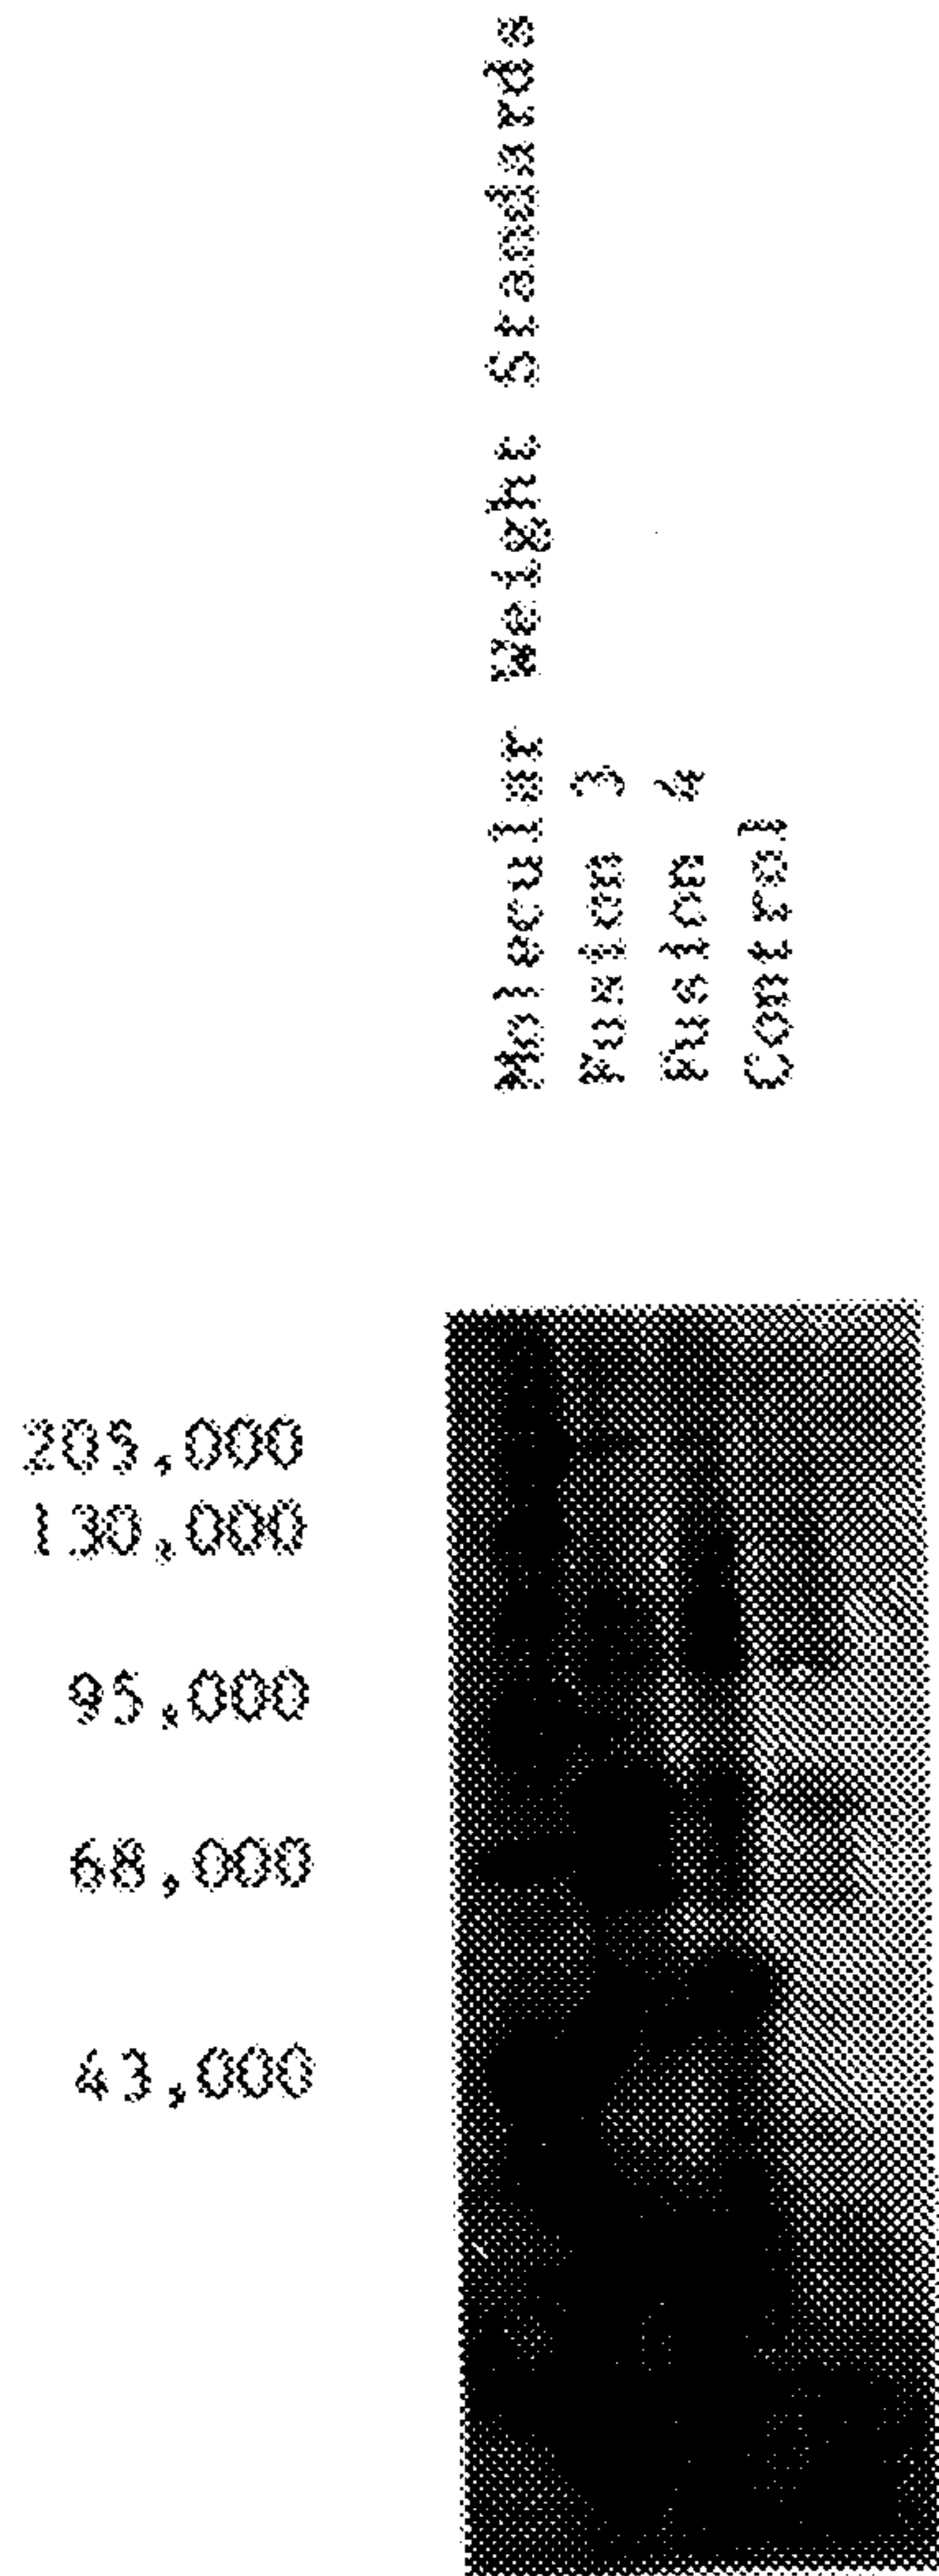 Molecular Weight Standards
Fusion 3
Fusion 4
Control
205,000
130,000
95,000
68,000
43,000